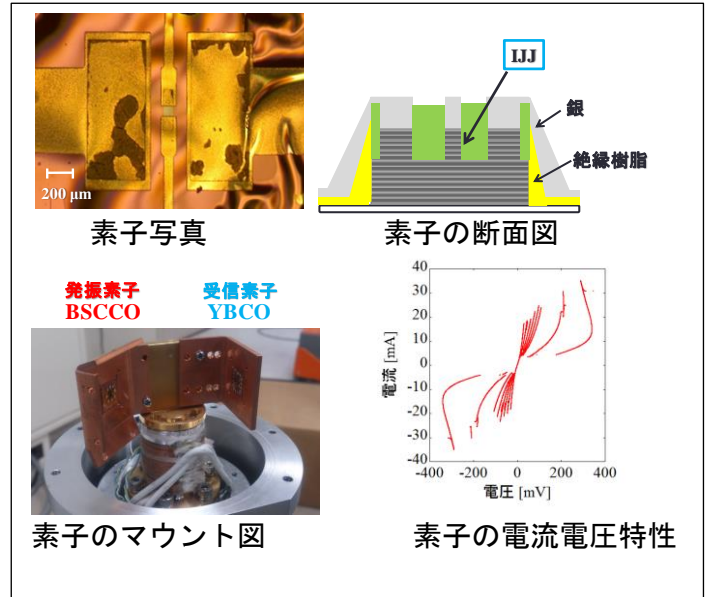 IJJ
銀
絶縁樹脂
200 μm
素子写真
素子の断面図
発振素子
BSCCO
受信素子
YBCO
素子のマウント図
電流 [mA]
40
30
20
10
0
-10
-20
-30
-40
-400
-200
0
200
400
電圧 [mV]
素子の電流電圧特性